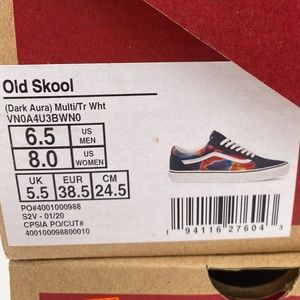 Old Skool
(Dark Aura) Multi/Tr Wht
VN0A4U3BWN0
6.5 US MEN
8.0 US WOMEN
UK EUR CM
5.5 38.5 24.5
PO#4001000988
S2V - 01/20
CPSIA PO/CUT#
400100098800010
1 94116 27604 3